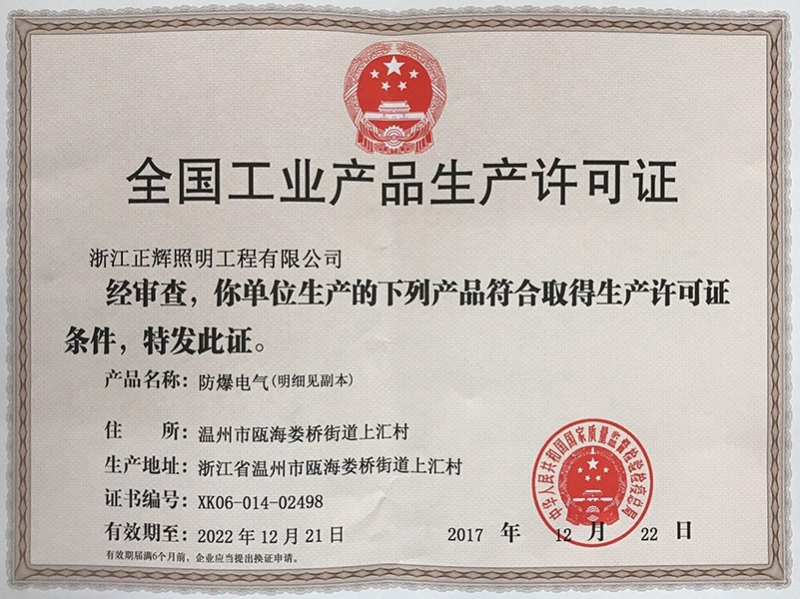 全国工业产品生产许可证
浙江正辉照明工程有限公司
经审查，你单位生产的下列产品符合取得生产许可证
条件，特发此证。
产品名称：防爆电气(明细见副本)
住 所：温州市瓯海娄桥街道上汇村
生产地址：浙江省温州市瓯海娄桥街道上汇村
证书编号：XK06-014-02498
有效期至：2022 年 12 月 21 日
2017 年 12 月 22 日
有效期届满6个月前，企业应当提出换证申请。
中华人民共和国国家质量监督检验检疫总局